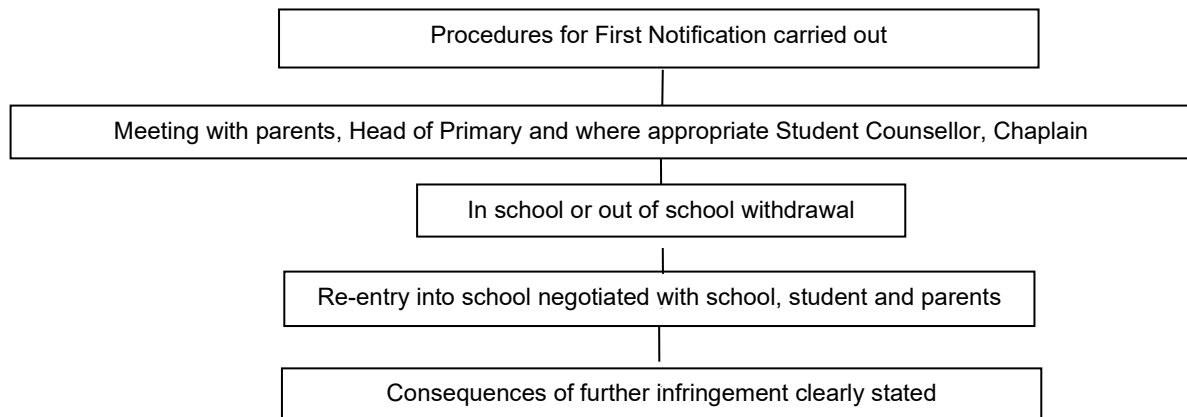 Procedures for First Notification carried out
Meeting with parents, Head of Primary and where appropriate Student Counsellor, Chaplain
In school or out of school withdrawal
Re-entry into school negotiated with school, student and parents
Consequences of further infringement clearly stated